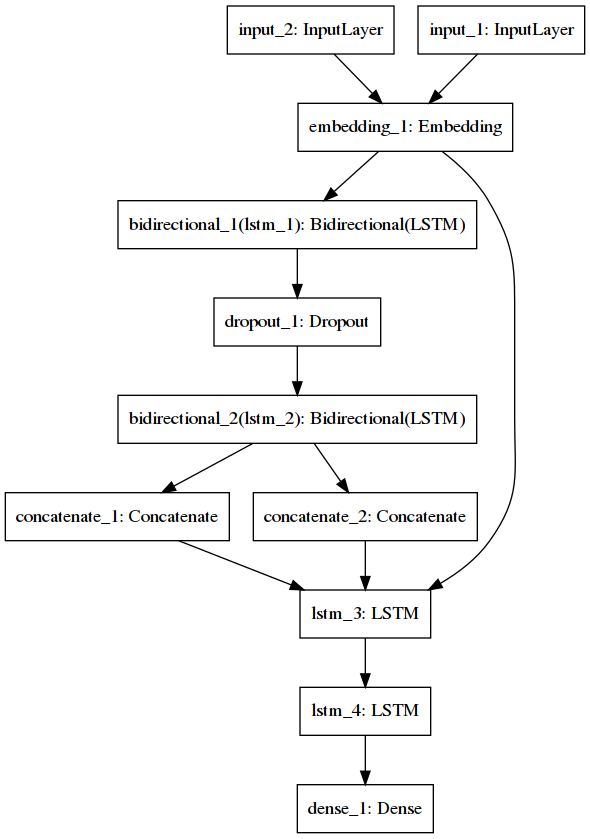 input_2: InputLayer
input_1: InputLayer
embedding_1: Embedding
bidirectional_1(lstm_1): Bidirectional(LSTM)
dropout_1: Dropout
bidirectional_2(lstm_2): Bidirectional(LSTM)
concatenate_1: Concatenate
concatenate_2: Concatenate
lstm_3: LSTM
lstm_4: LSTM
dense_1: Dense